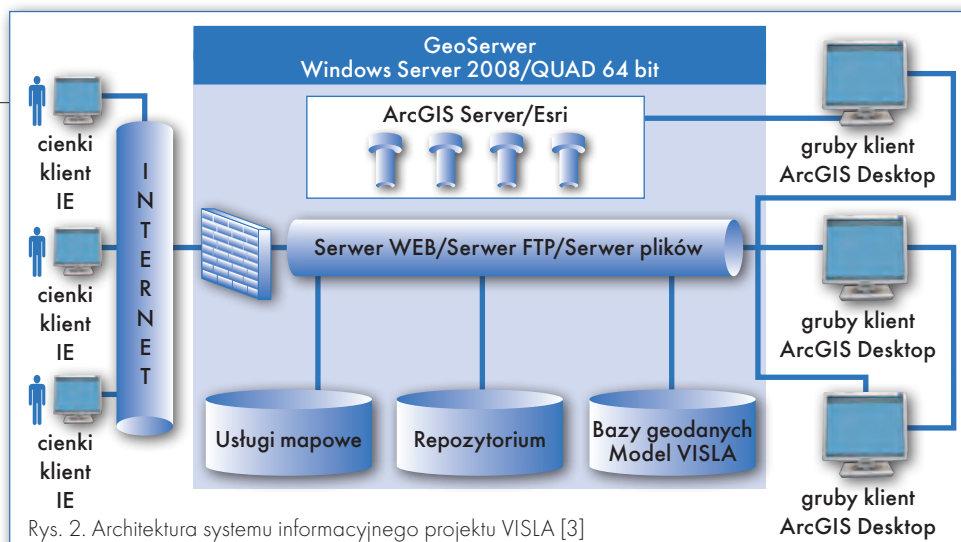 GeoSerwer
Windows Server 2008/QUAD 64 bit
ArcGIS Server/Esri
cienki
klient
IE
cienki
klient
IE
cienki
klient
IE
INTERNET
Serwer WEB/Serwer FTP/Serwer plików
Usługi mapowe
Repozytorium
Bazy geodanych
Model VISLA
gruby klient
ArcGIS Desktop
gruby klient
ArcGIS Desktop
gruby klient
ArcGIS Desktop
Rys. 2. Architektura systemu informacyjnego projektu VISLA [3]